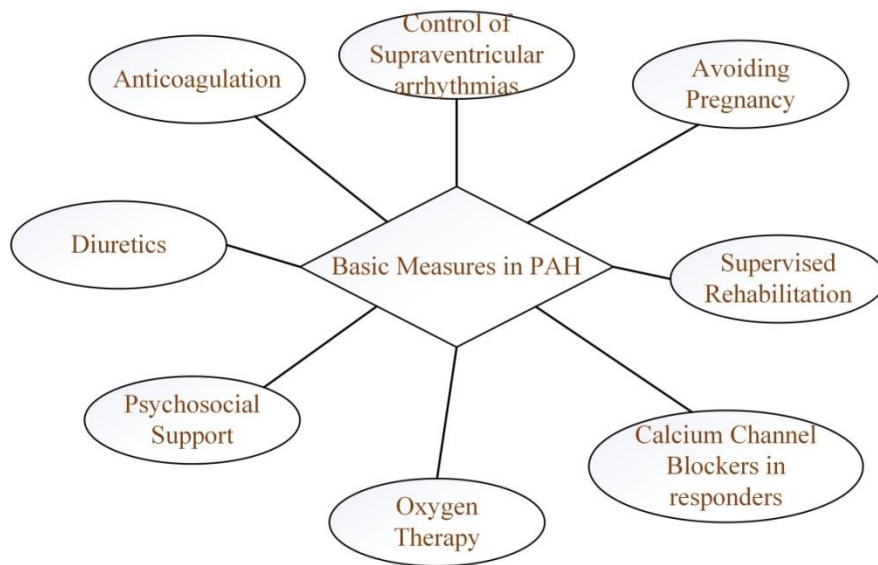 Control of
Supraventricular
arrhythmias
Anticoagulation
Avoiding
Pregnancy
Diuretics
Basic Measures in PAH
Supervised
Rehabilitation
Psychosocial
Support
Calcium Channel
Blockers in
responders
Oxygen
Therapy